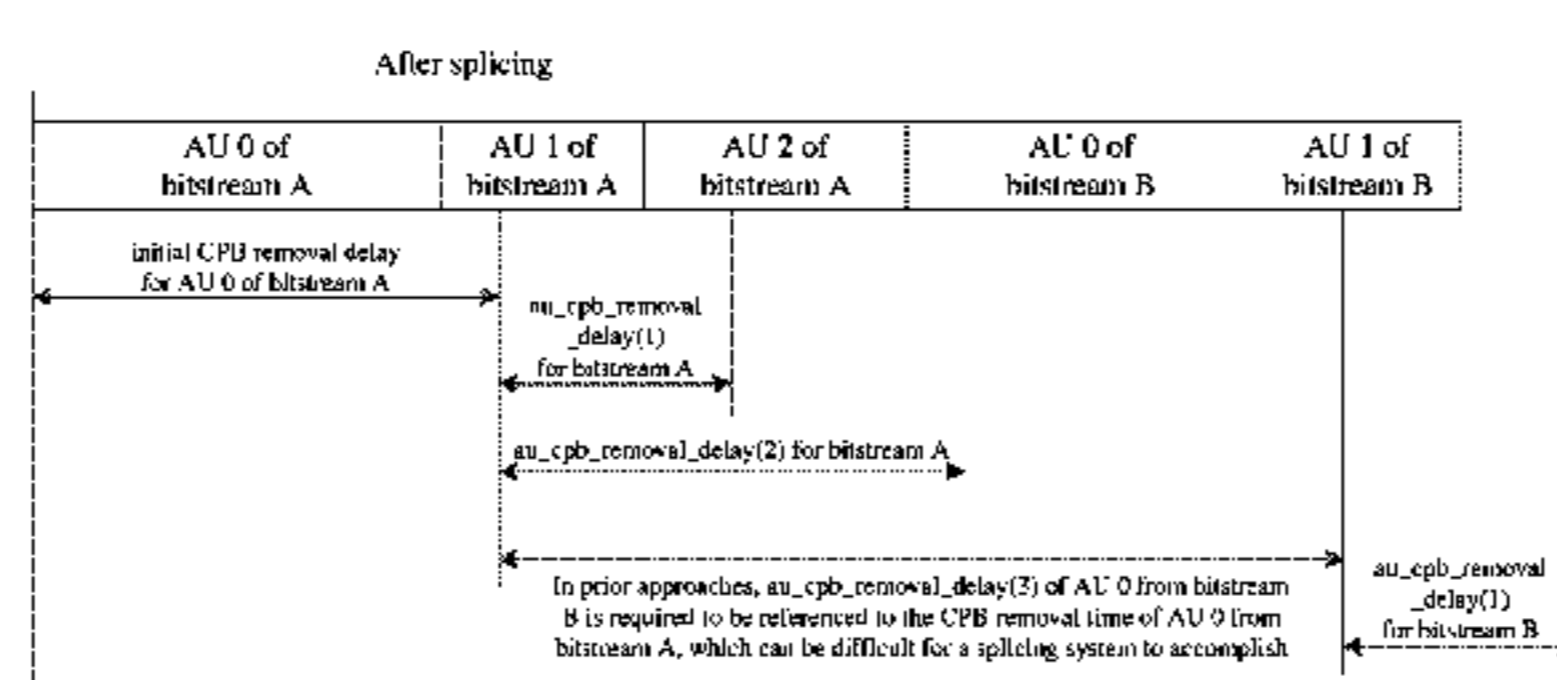 After splicing
AU 0 of
bitstream A
AU 1 of
bitstream A
AU 2 of
bitstream A
AU 0 of
bitstream B
AU 1 of
bitstream B
initial CPB removal delay
for AU 0 of bitstream A
au_cpb_removal
_delay(1)
for bitstream A
au_cpb_removal_delay(2) for bitstream A
In prior approaches, au_cpb_removal_delay(3) of AU 0 from bitstream
B is required to be referenced to the CPB removal time of AU 0 from
bitstream A, which can be difficult for a splicing system to accomplish
au_cpb_removal
_delay(1)
for bitstream B